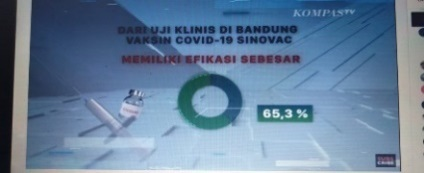 KOMPASTV
DARI UJI KLINIS DI BANDUNG
VAKSIN COVID-19 SINOVAC
MEMILIKI EFIKASI SEBESAR
65,3 %